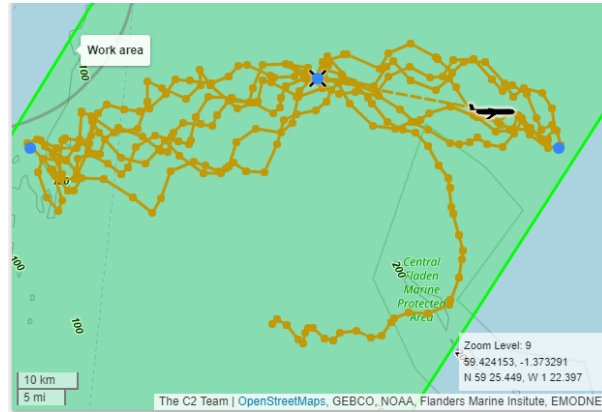 Work area
100
200
Central
Fladen
Marine
Protected
Area
100
100
Zoom Level: 9
59.424153, -1.373291
N 59 25.449, W 1 22.397
10 km
5 mi
The C2 Team | OpenStreetMaps, GEBCO, NOAA, Flanders Marine Insitute, EMODNE